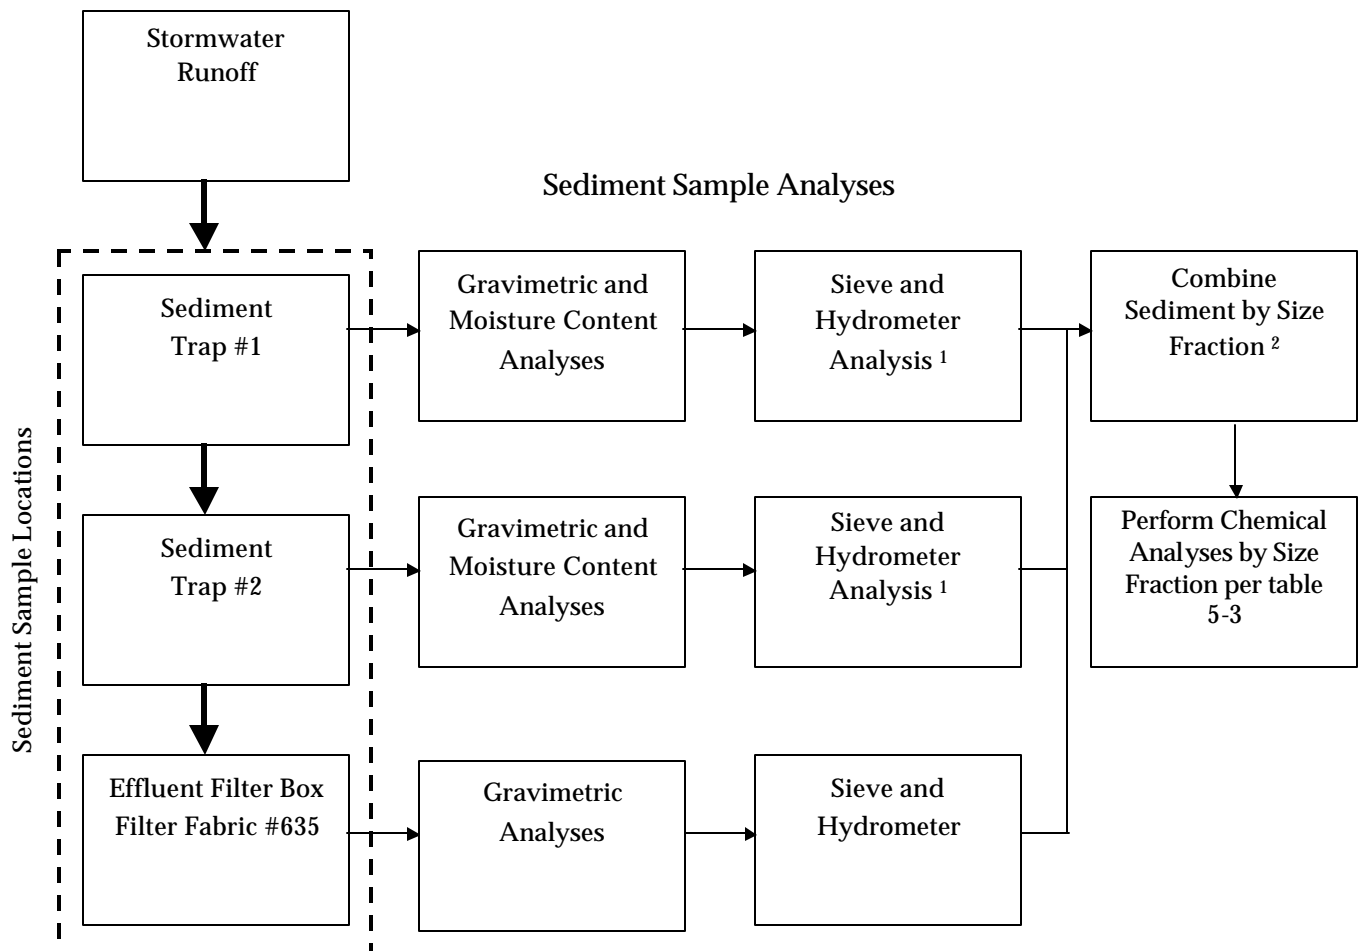 Stormwater
Runoff
Sediment Sample Analyses
Sediment Sample Locations
Sediment
Trap #1
Gravimetric and
Moisture Content
Analyses
Sieve and
Hydrometer
Analysis ¹
Combine
Sediment by Size
Fraction ²
Sediment
Trap #2
Gravimetric and
Moisture Content
Analyses
Sieve and
Hydrometer
Analysis ¹
Perform Chemical
Analyses by Size
Fraction per table
5-3
Effluent Filter Box
Filter Fabric #635
Gravimetric
Analyses
Sieve and
Hydrometer